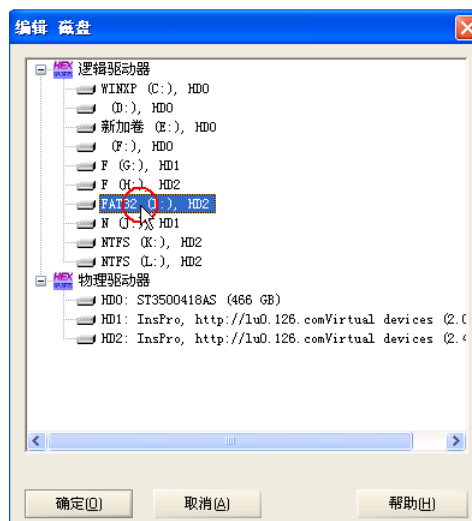 编辑 磁盘
逻辑驱动器
WINXP (C:), HD0
(D:), HD0
新加卷 (E:), HD0
(F:), HD0
F (G:), HD1
F (H:), HD2
FAT32 (I:), HD2
N (J:), HD1
NTFS (K:), HD2
NTFS (L:), HD2
物理驱动器
HD0: ST3500418AS (466 GB)
HD1: InsPro, http://lu0.126.comVirtual devices (2.0
HD2: InsPro, http://lu0.126.comVirtual devices (2.4
确定(O) 取消(A) 帮助(H)